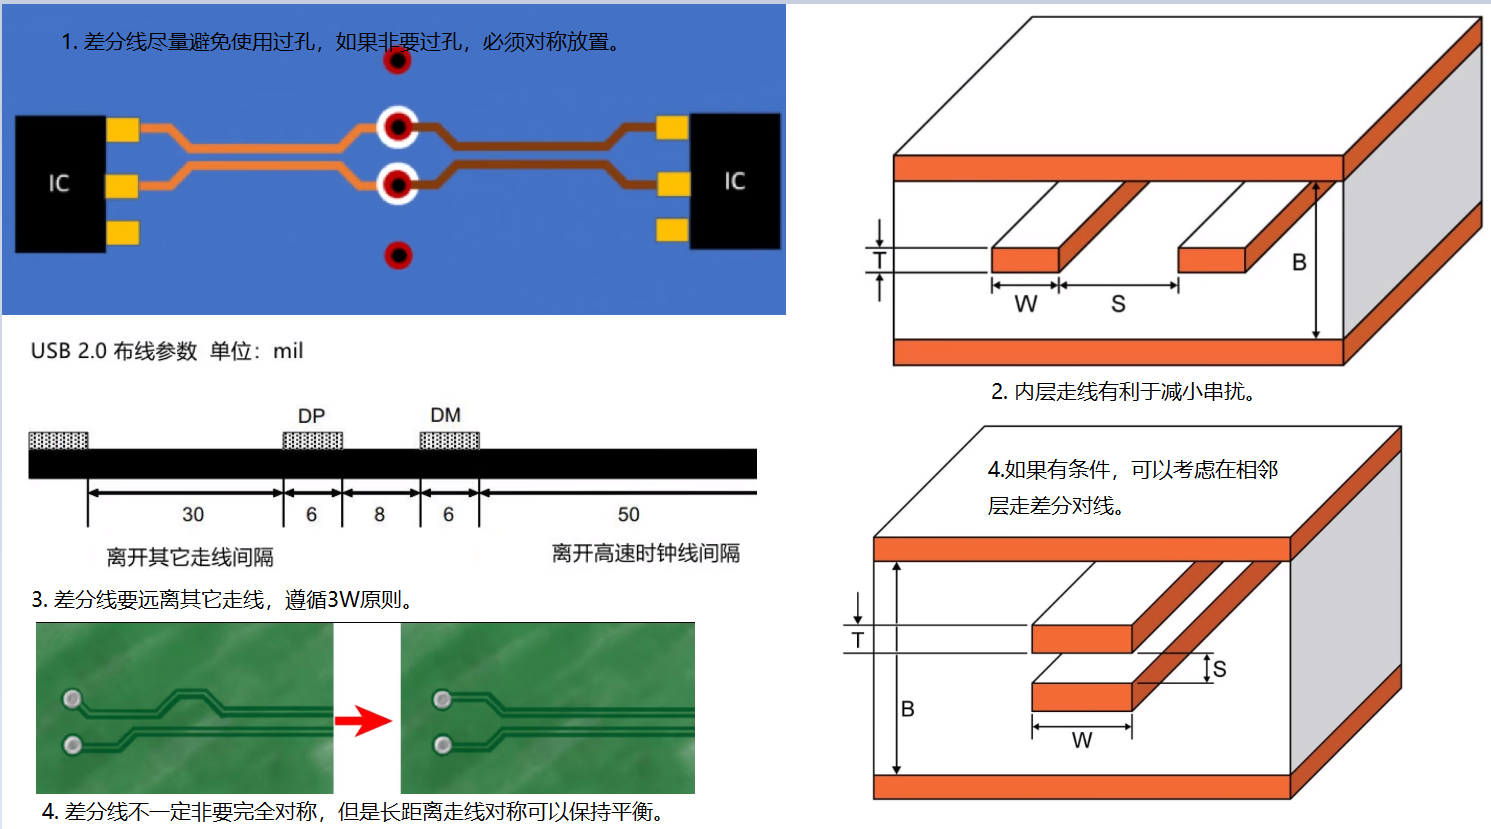 1. 差分线尽量避免使用过孔，如果非要过孔，必须对称放置。
IC
IC
USB 2.0 布线参数  单位：mil
DP
DM
30
6
8
6
50
离开其它走线间隔
离开高速时钟线间隔
3. 差分线要远离其它走线，遵循3W原则。
4. 差分线不一定非要完全对称，但是长距离走线对称可以保持平衡。
T
W
S
B
2. 内层走线有利于减小串扰。
4.如果有条件，可以考虑在相邻
层走差分对线。
T
S
B
W